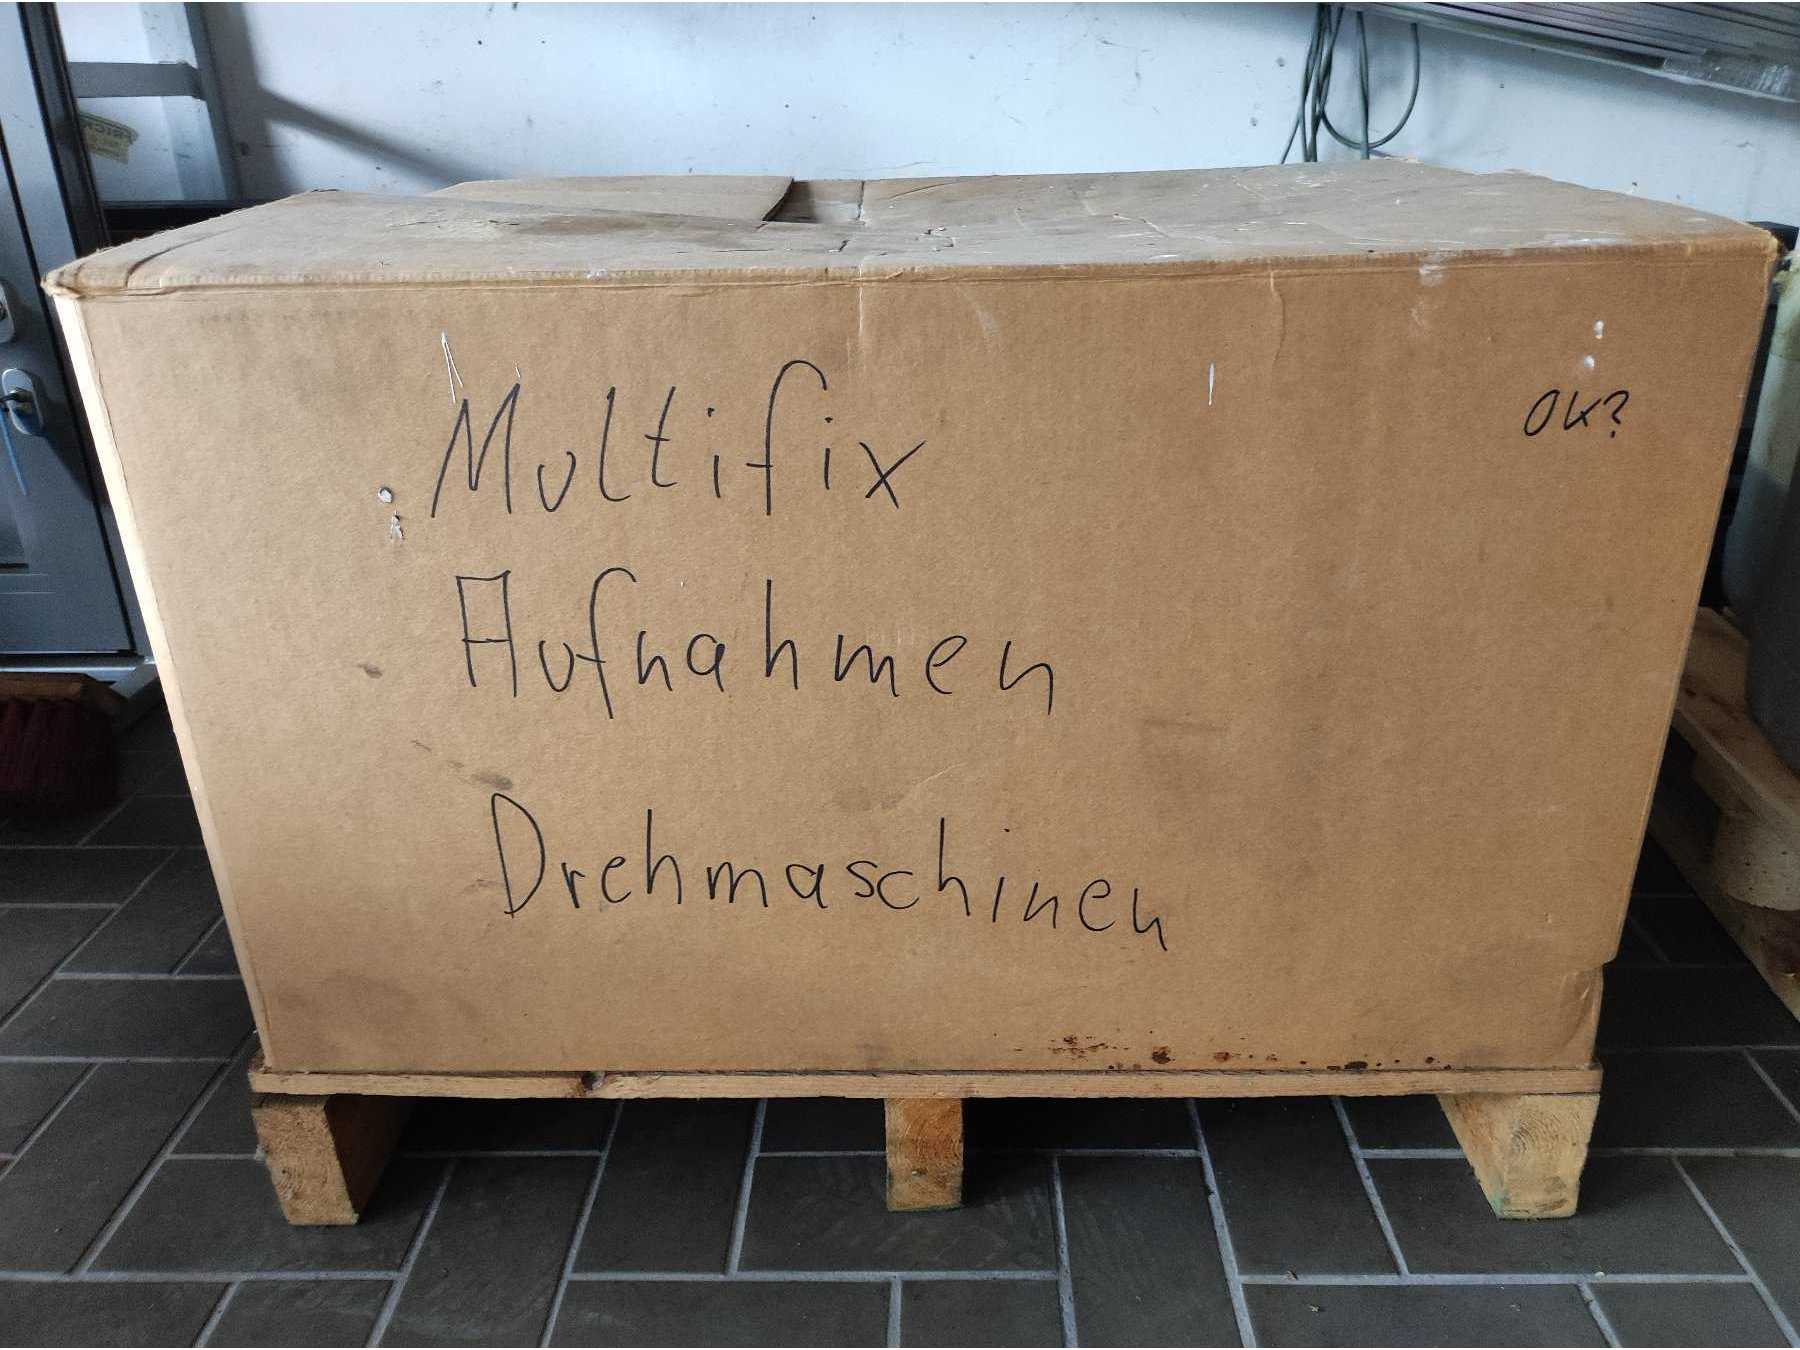 Multifix
OK?
Aufnahmen
Drehmaschinen